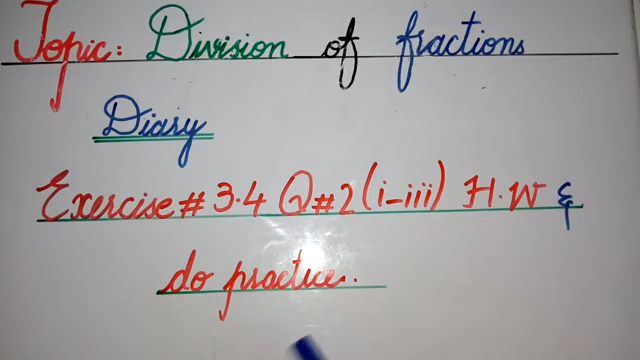 Topic: Division of fractions
Diary
Exercise # 3.4 Q#2(i-iii) H.W &
do practice.